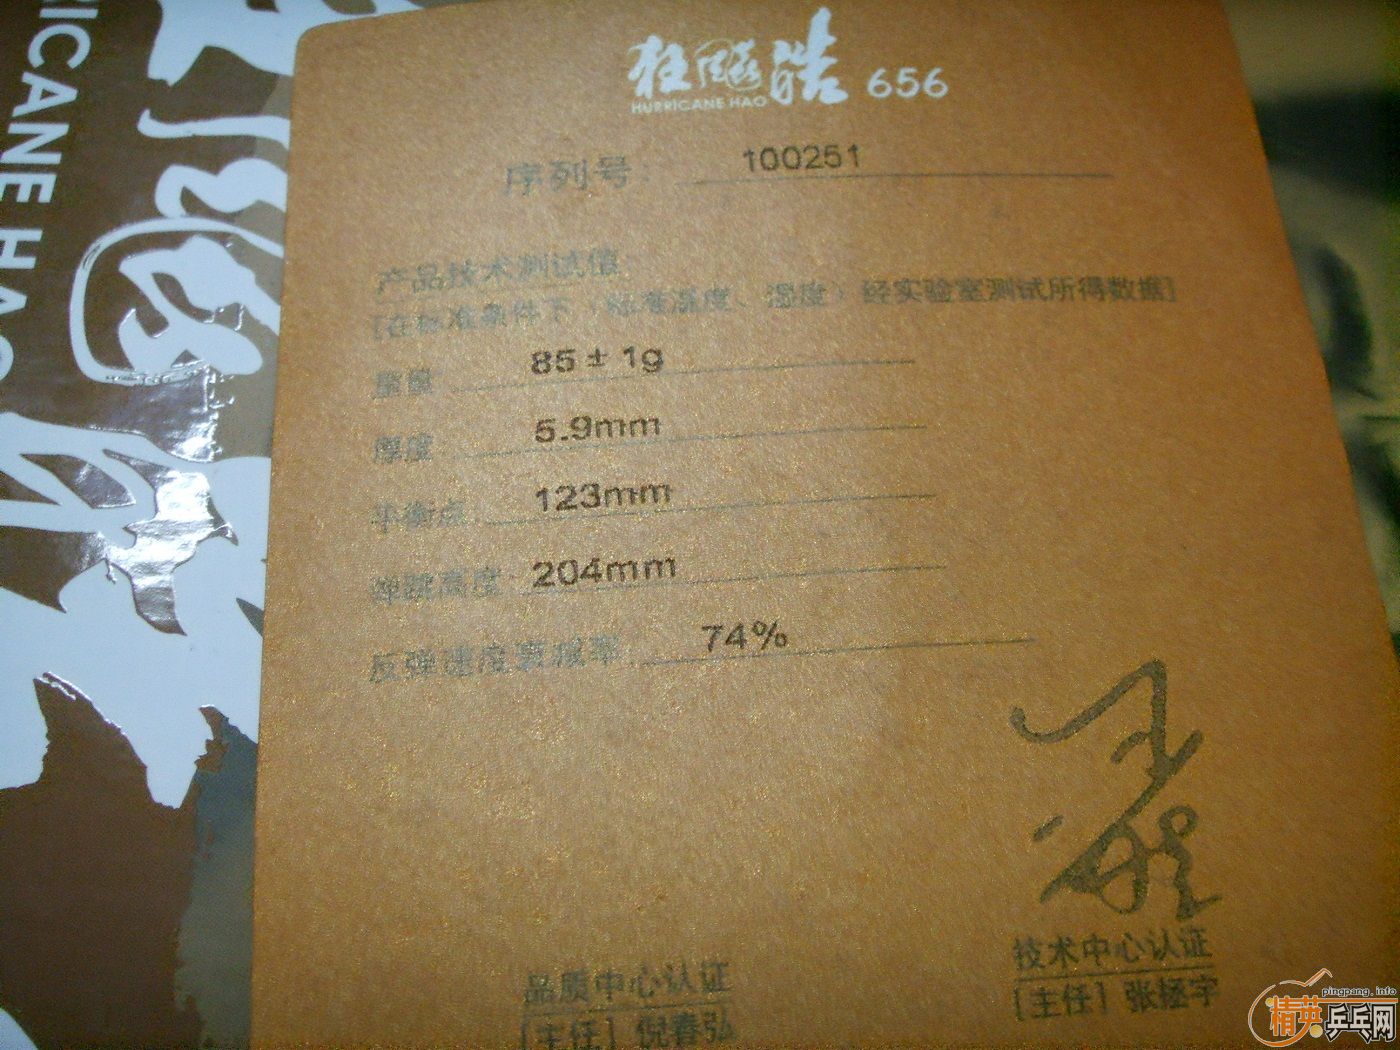 RICANE HAO
狂飚皓 656
HURRICANE HAO
序列号: 100251
产品技术测试值
[在标准条件下(标准温度、湿度)经实验室测试所得数据]
重量: 85±1g
厚度: 5.9mm
平衡点: 123mm
弹跳高度: 204mm
反弹速度衰减率: 74%
技术中心认证
[主任] 张拯宇
品质中心认证
[主任] 倪春弘
pingpang.info
精英乒乓网